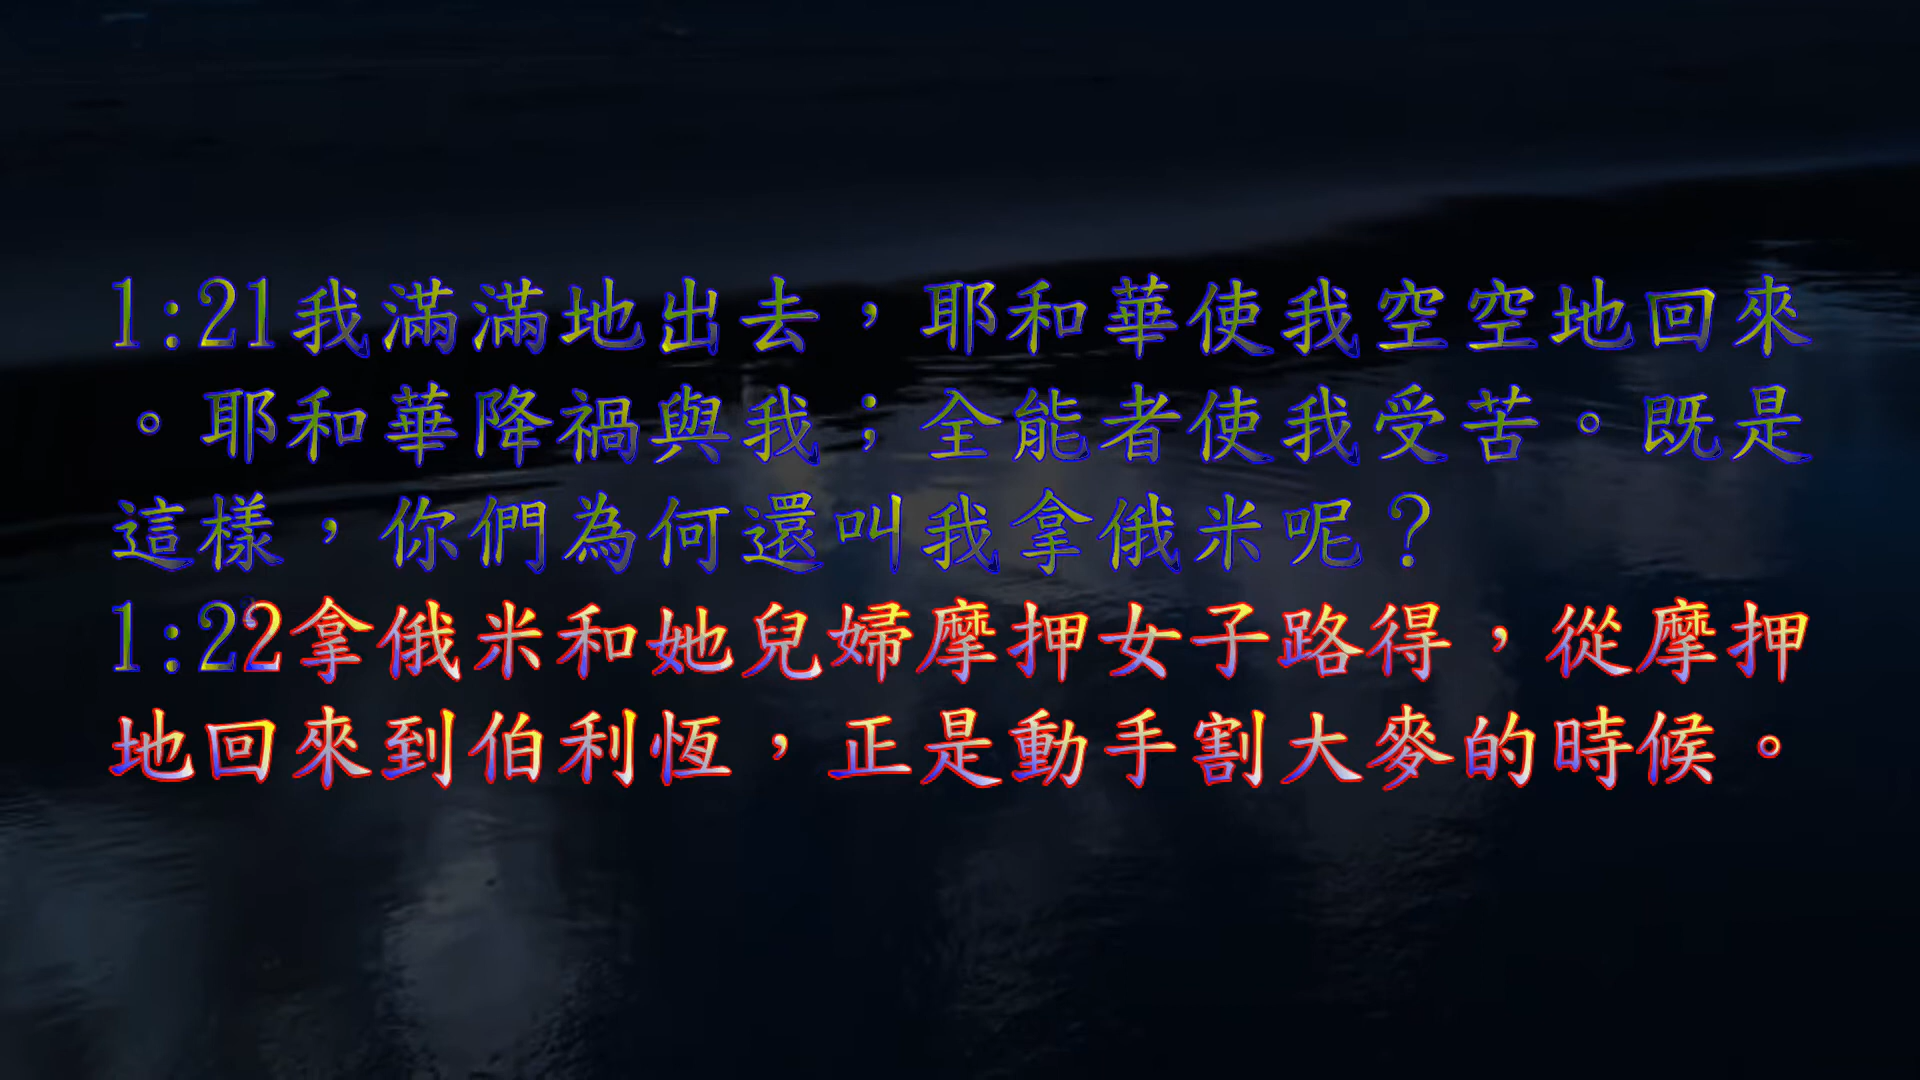 1:21我滿滿地出去，耶和華使我空空地回來
。耶和華降禍與我；全能者使我受苦。既是
這樣，你們為何還叫我拿俄米呢？
1:22拿俄米和她兒婦摩押女子路得，從摩押
地回來到伯利恆，正是動手割大麥的時候。